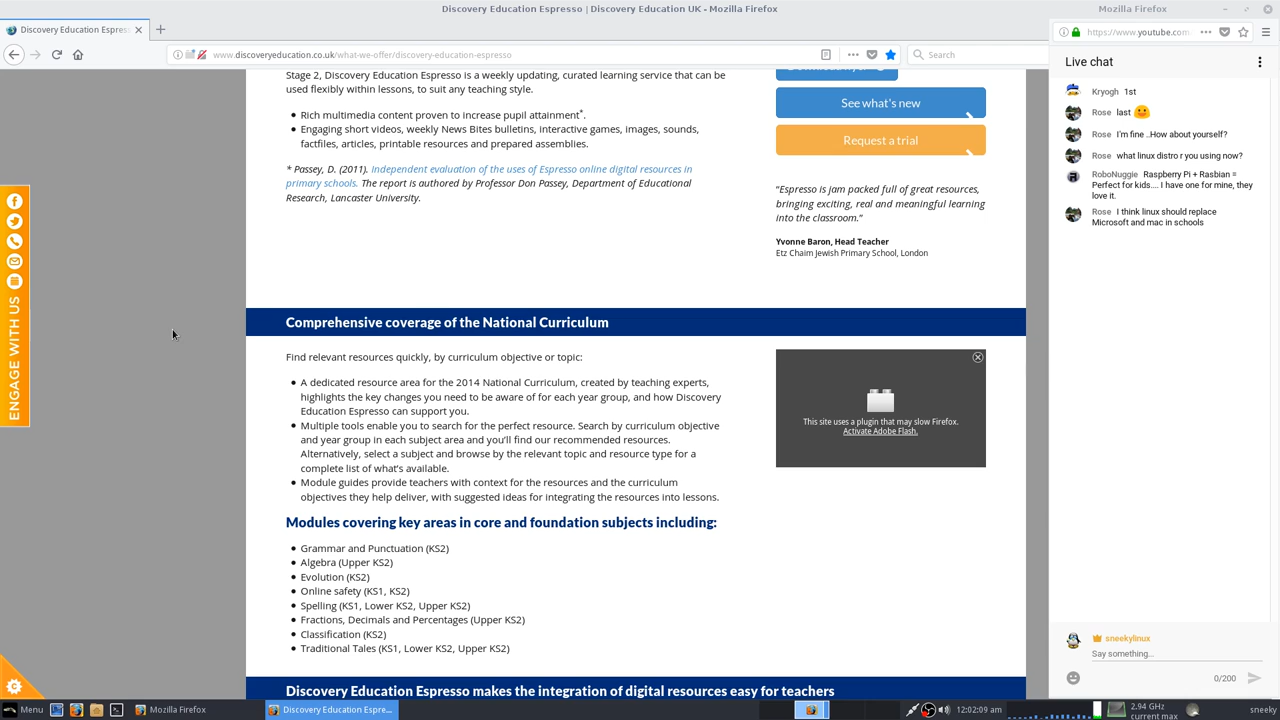 Discovery Education Espresso | Discovery Education UK - Mozilla Firefox
Mozilla Firefox
Discovery Education Espres
www.discoveryeducation.co.uk/what-we-offer/discovery-education-espresso
Search
https://www.youtube.com
Stage 2, Discovery Education Espresso is a weekly updating, curated learning service that can
be used flexibly within lessons, to suit any teaching style.
• Rich multimedia content proven to increase pupil attainment*.
• Engaging short videos, weekly News Bites bulletins, interactive games, images, sounds,
factfiles, articles, printable resources and prepared assemblies.
* Passey, D. (2011). Independent evaluation of the uses of Espresso online digital resources in
primary schools. The report is authored by Professor Don Passey, Department of Educational
Research, Lancaster University.
See what's new
Request a trial
"Espresso is jam packed full of great resources,
bringing exciting, real and meaningful learning
into the classroom."
Yvonne Baron, Head Teacher
Etz Chaim Jewish Primary School, London
ENGAGE WITH US
Comprehensive coverage of the National Curriculum
Find relevant resources quickly, by curriculum objective or topic:
• A dedicated resource area for the 2014 National Curriculum, created by teaching experts,
highlights the key changes you need to be aware of for each year group, and how Discovery
Education Espresso can support you.
• Multiple tools enable you to search for the perfect resource. Search by curriculum objective
and year group in each subject area and you'll find our recommended resources.
Alternatively, select a subject and browse by the relevant topic and resource type for a
complete list of what's available.
• Module guides provide teachers with context for the resources and the curriculum
objectives they help deliver, with suggested ideas for integrating the resources into lessons.
This site uses a plugin that may slow Firefox.
Activate Adobe Flash.
Modules covering key areas in core and foundation subjects including:
• Grammar and Punctuation (KS2)
• Algebra (Upper KS2)
• Evolution (KS2)
• Online safety (KS1, KS2)
• Spelling (KS1, Lower KS2, Upper KS2)
• Fractions, Decimals and Percentages (Upper KS2)
• Classification (KS2)
• Traditional Tales (KS1, Lower KS2, Upper KS2)
Discovery Education Espresso makes the integration of digital resources easy for teachers
Live chat
Kryogh 1st
Rose last
Rose I'm fine ..How about yourself?
Rose what linux distro r you using now?
RoboNuggie Raspberry Pi + Rasbian =
Perfect for kids.... I have one for mine, they
love it.
Rose I think linux should replace
Microsoft and mac in schools
sneekylinux
Say something...
0/200
Menu
Mozilla Firefox
Discovery Education Espre...
12:02:09 am
2.94 GHz
current max
sneeky